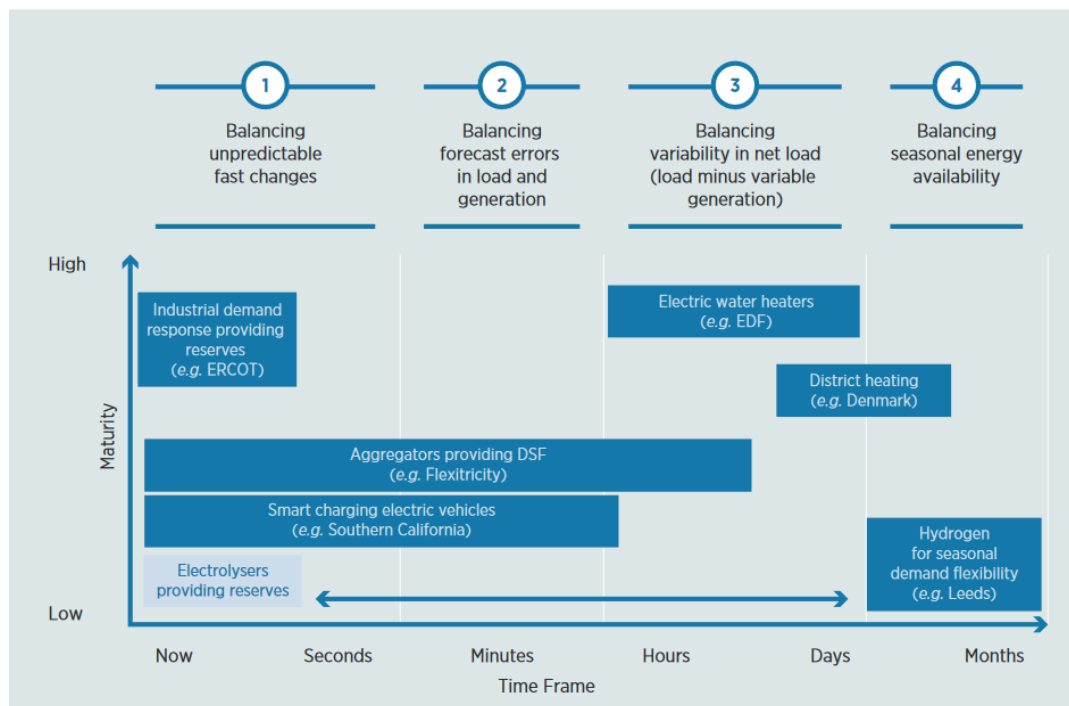 1
Balancing
unpredictable
fast changes
2
Balancing
forecast errors
in load and
generation
3
Balancing
variability in net load
(load minus variable
generation)
4
Balancing
seasonal energy
availability
High
Maturity
Low
Industrial demand
response providing
reserves
(e.g. ERCOT)
Electric water heaters
(e.g. EDF)
District heating
(e.g. Denmark)
Aggregators providing DSF
(e.g. Flexitricity)
Smart charging electric vehicles
(e.g. Southern California)
Electrolysers
providing reserves
Hydrogen
for seasonal
demand flexibility
(e.g. Leeds)
Now
Seconds
Minutes
Hours
Days
Months
Time Frame